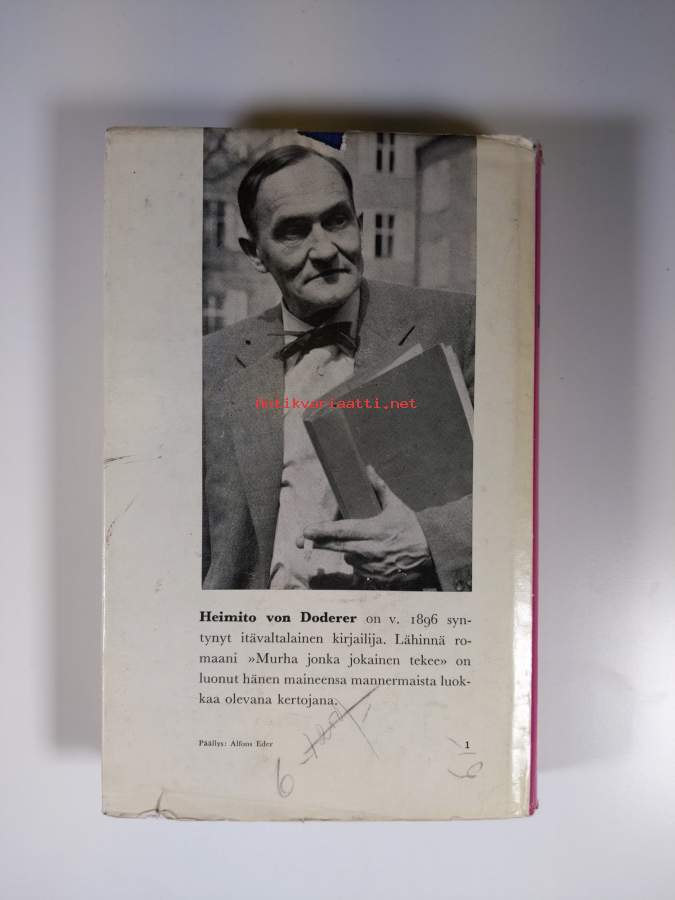 antikvariaatti.net
Heimito von Doderer on v. 1896 syn-
tynyt itävaltalainen kirjailija. Lähinnä ro-
maani »Murha jonka jokainen tekee» on
luonut hänen maineensa mannermaista luok-
kaa olevana kertojana.
Päällys: Alfons Eder
1
6-